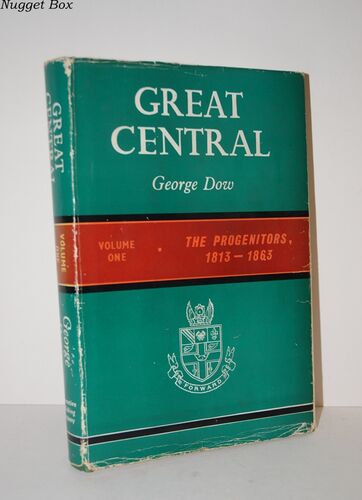 Nugget Box
GREAT
CENTRAL
George Dow
VOLUME
ONE
THE PROGENITORS,
1813 — 1863
FORWARD
GREAT
CENTRAL
VOLUME
ONE
George